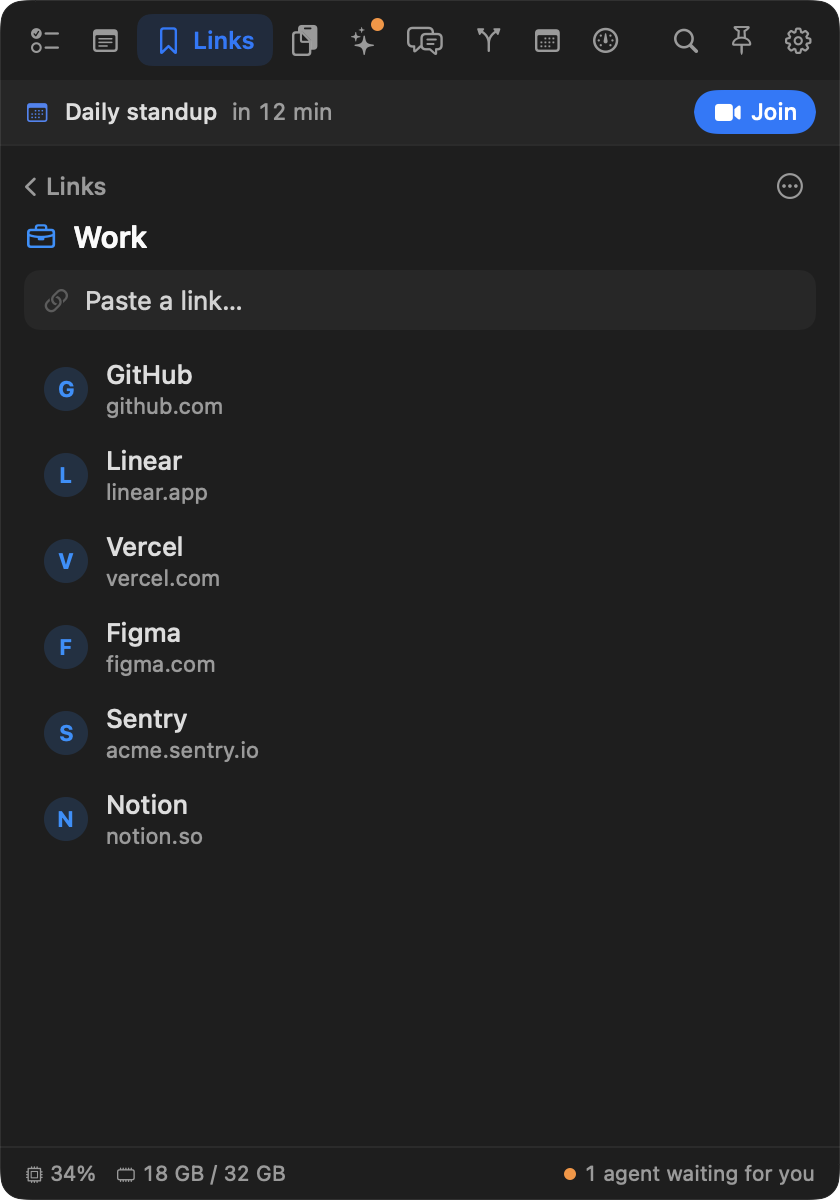 Links
Daily standup in 12 min
Join
Links
Work
Paste a link...
G
GitHub
github.com
L
Linear
linear.app
V
Vercel
vercel.com
F
Figma
figma.com
S
Sentry
acme.sentry.io
N
Notion
notion.so
34%
18 GB / 32 GB
1 agent waiting for you